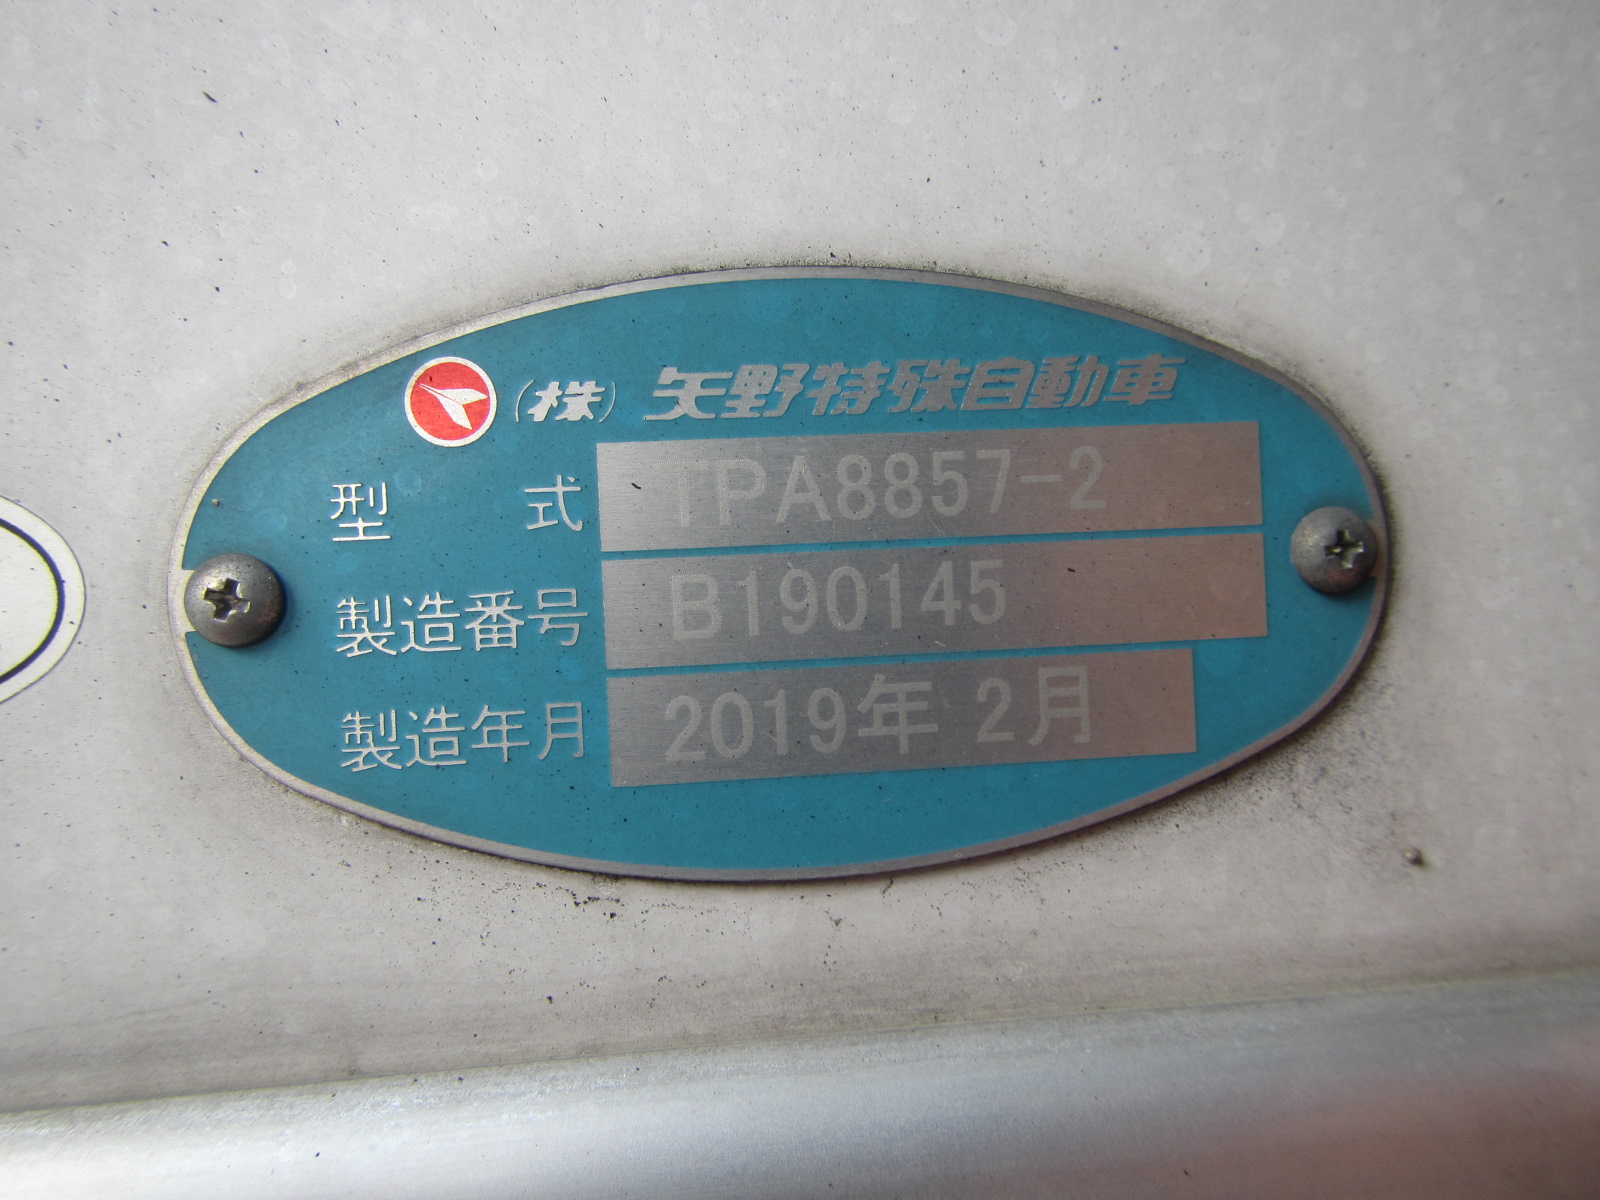 (株) 矢野特殊自動車
型 式 TPA8857-2
製造番号 B190145
製造年月 2019年 2月